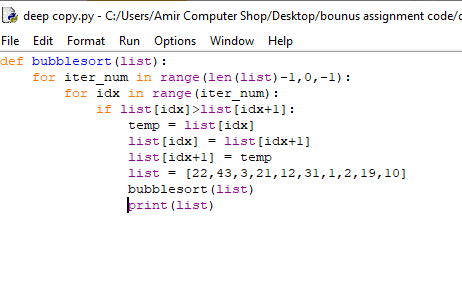 deep copy.py - C:/Users/Amir Computer Shop/Desktop/bounus assignment code/d
File Edit Format Run Options Window Help
def bubblesort(list):
    for iter_num in range(len(list)-1,0,-1):
        for idx in range(iter_num):
            if list[idx]>list[idx+1]:
                temp = list[idx]
                list[idx] = list[idx+1]
                list[idx+1] = temp
                list = [22,43,3,21,12,31,1,2,19,10]
                bubblesort(list)
                print(list)